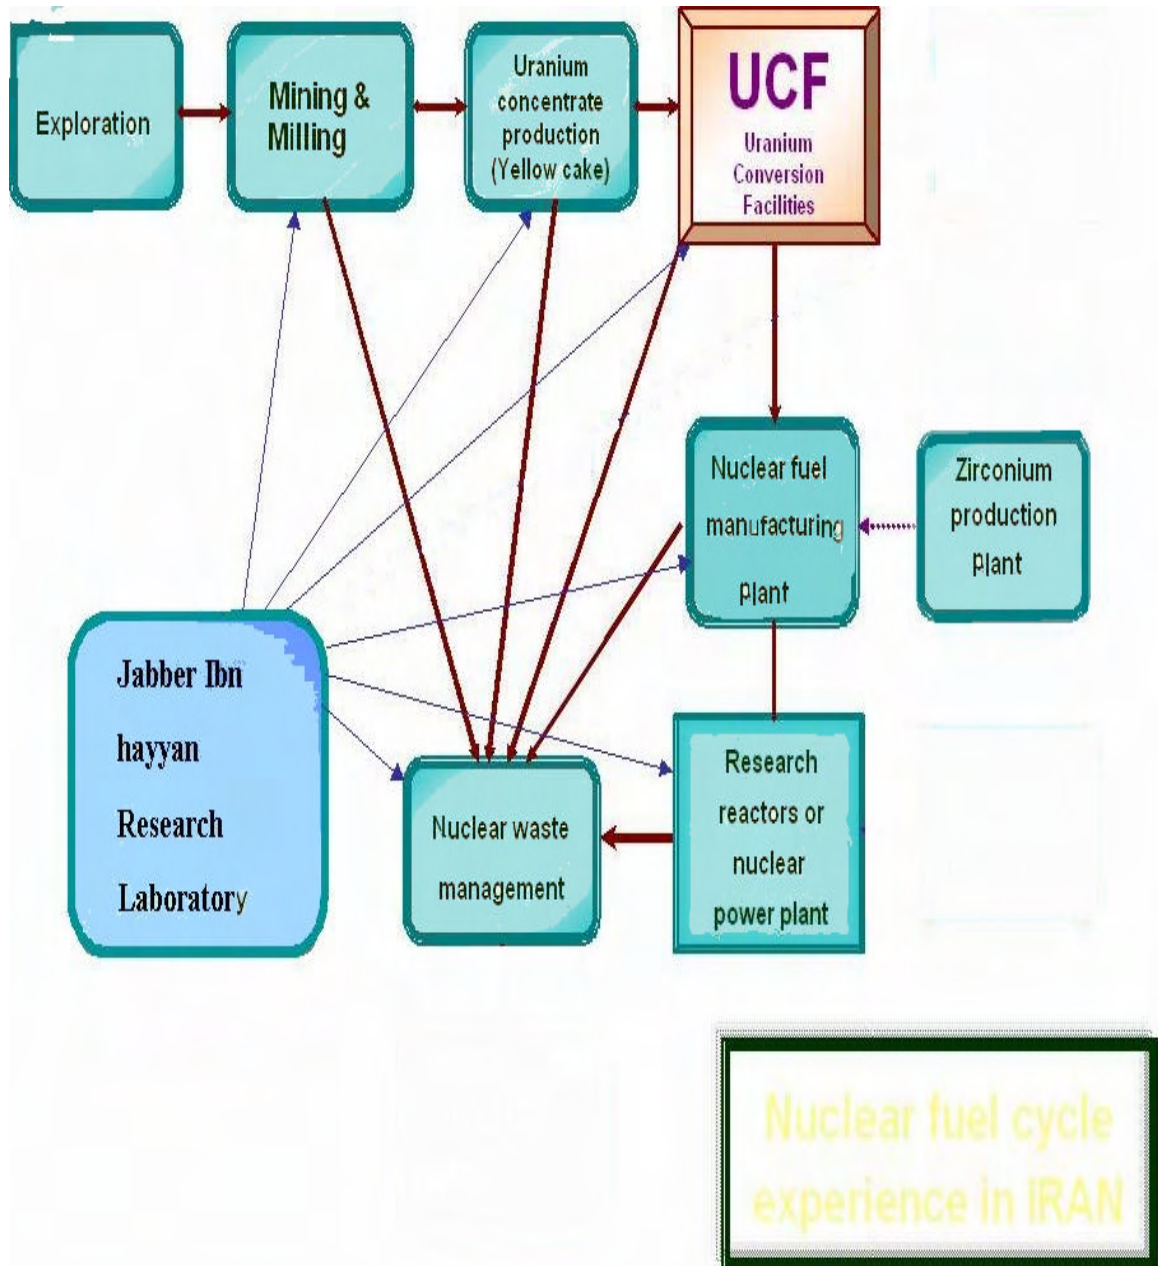 Exploration
Mining &
Milling
Uranium
concentrate
production
(Yellow cake)
UCF
Uranium
Conversion
Facilities
Nuclear fuel
manufacturing
plant
Zirconium
production
plant
Jabber Ibn
hayyan
Research
Laboratory
Nuclear waste
management
Research
reactors or
nuclear
power plant
Nuclear fuel cycle
experience in IRAN